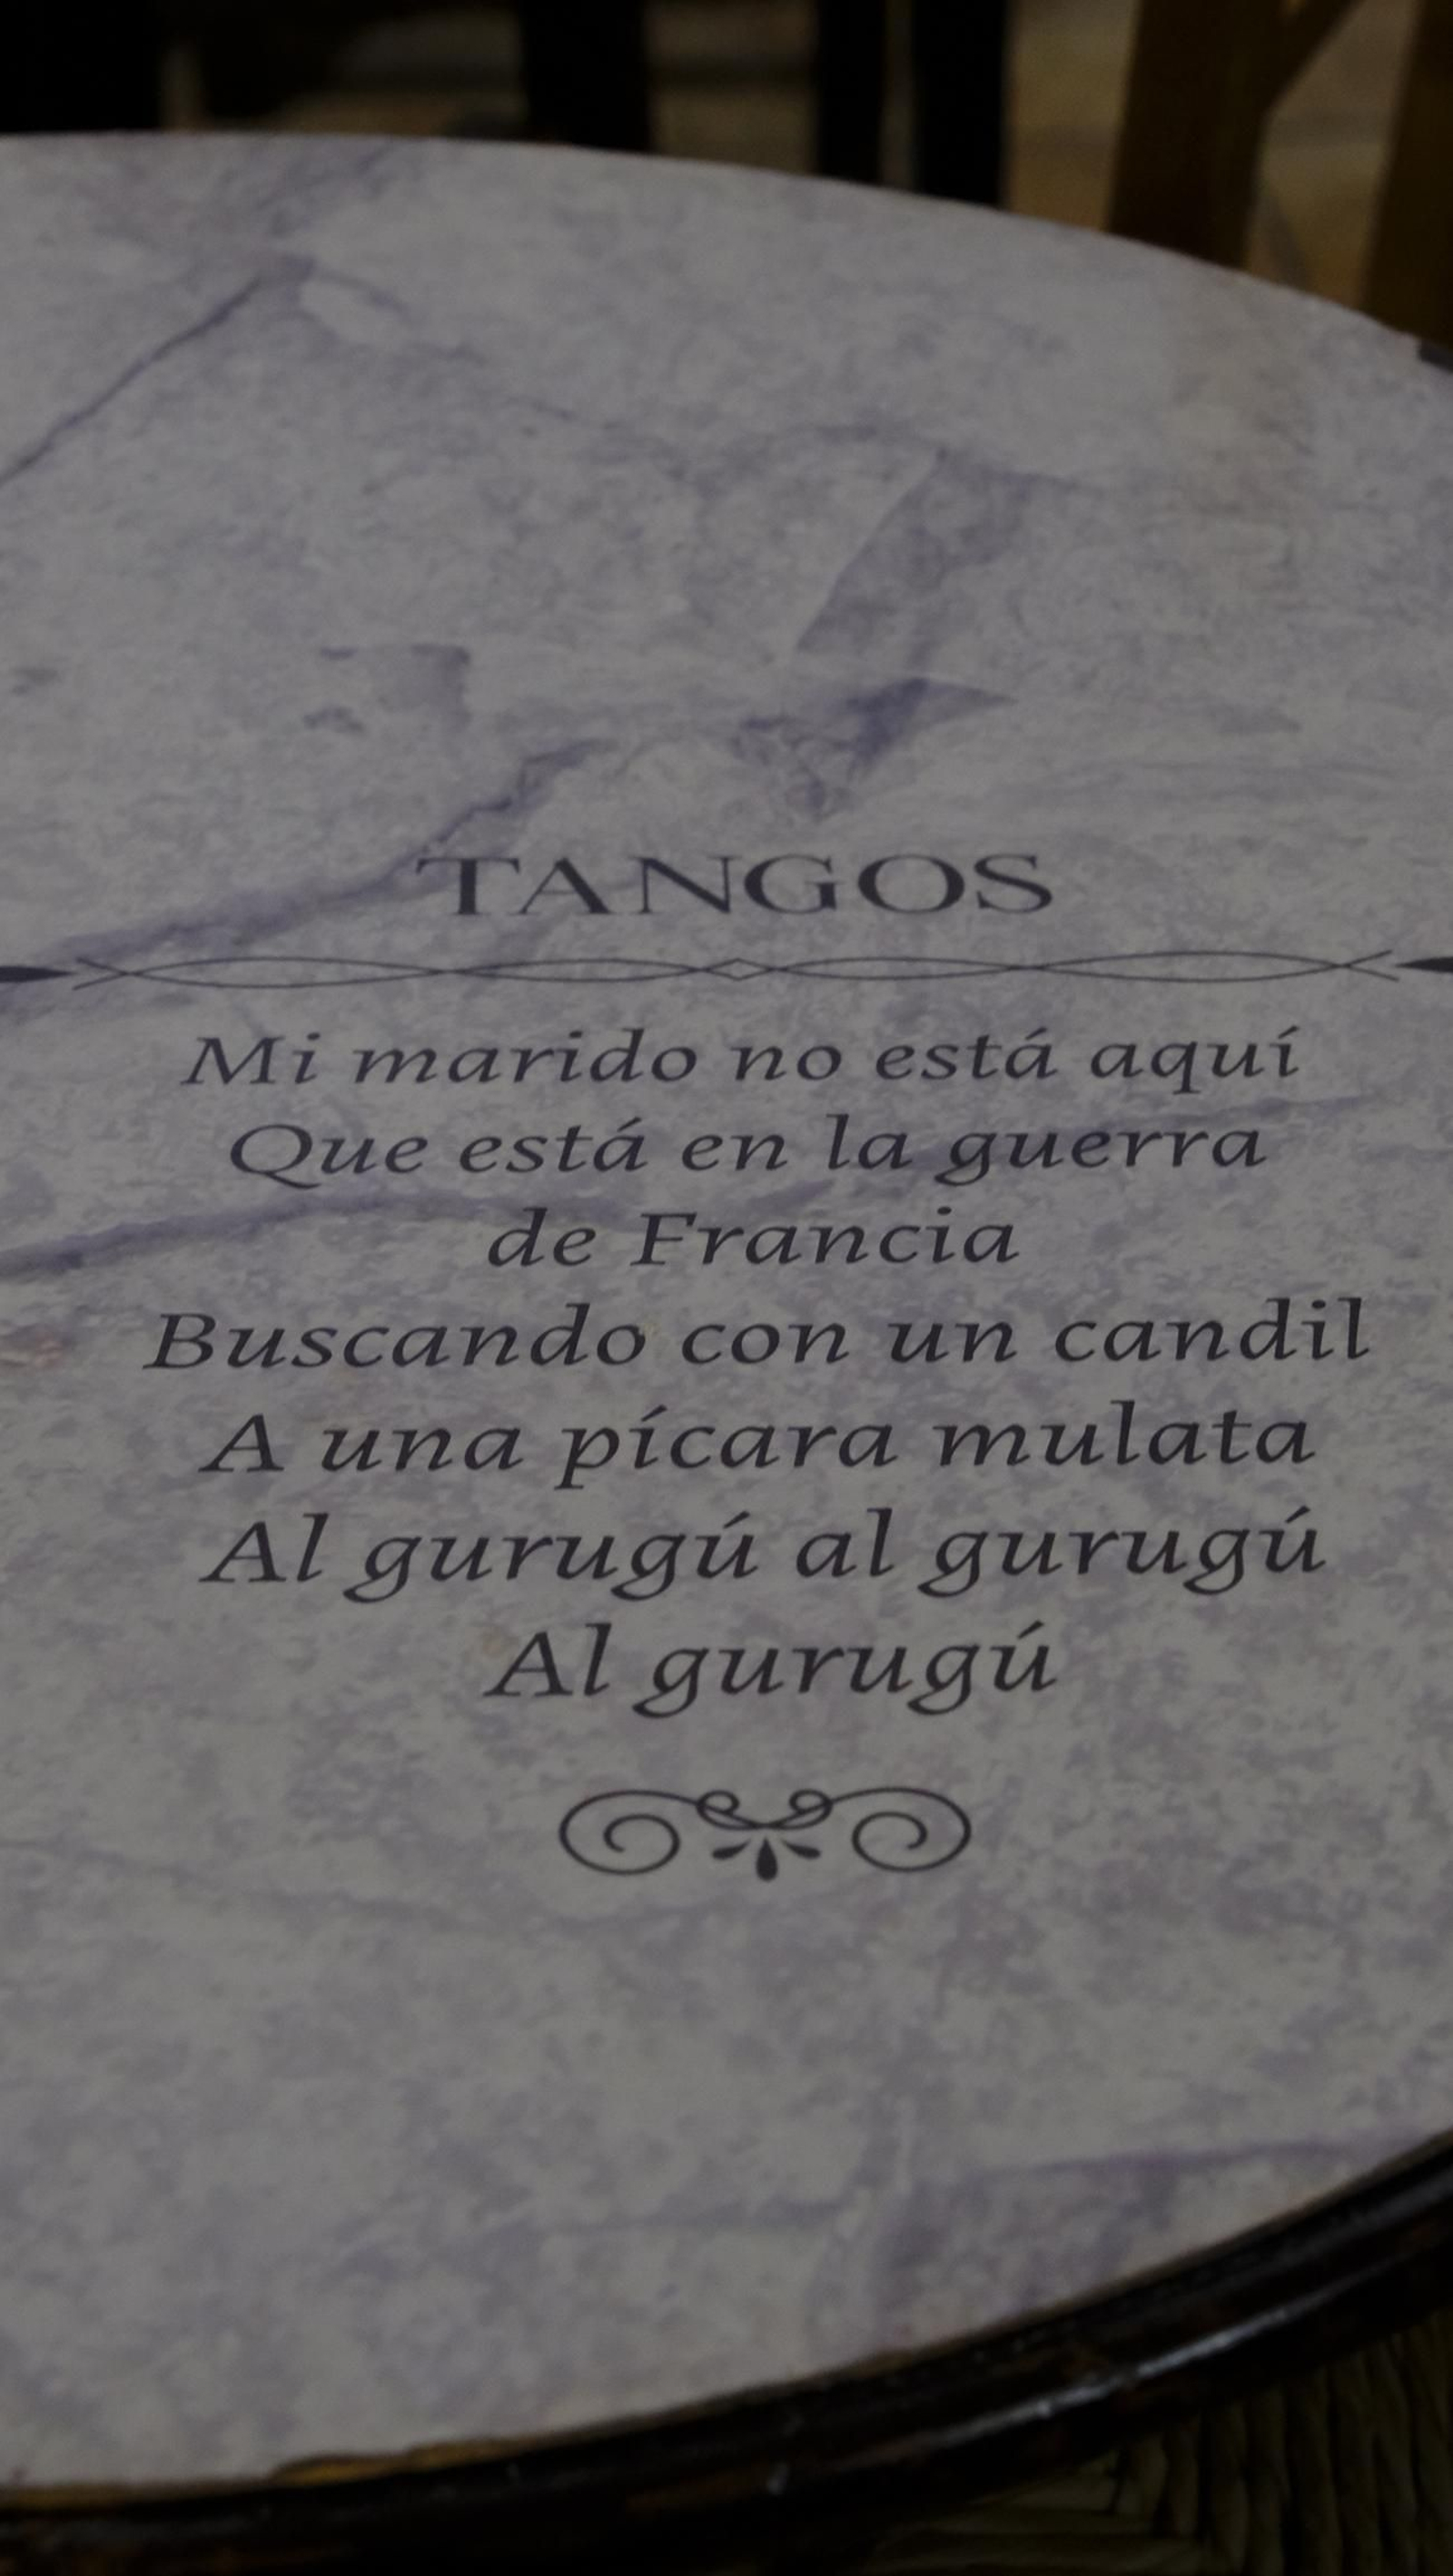 TANGOS
Mi marido no está aquí
Que está en la guerra
de Francia
Buscando con un candil
A una pícara mulata
Al gurugú al gurugú
Al gurugú